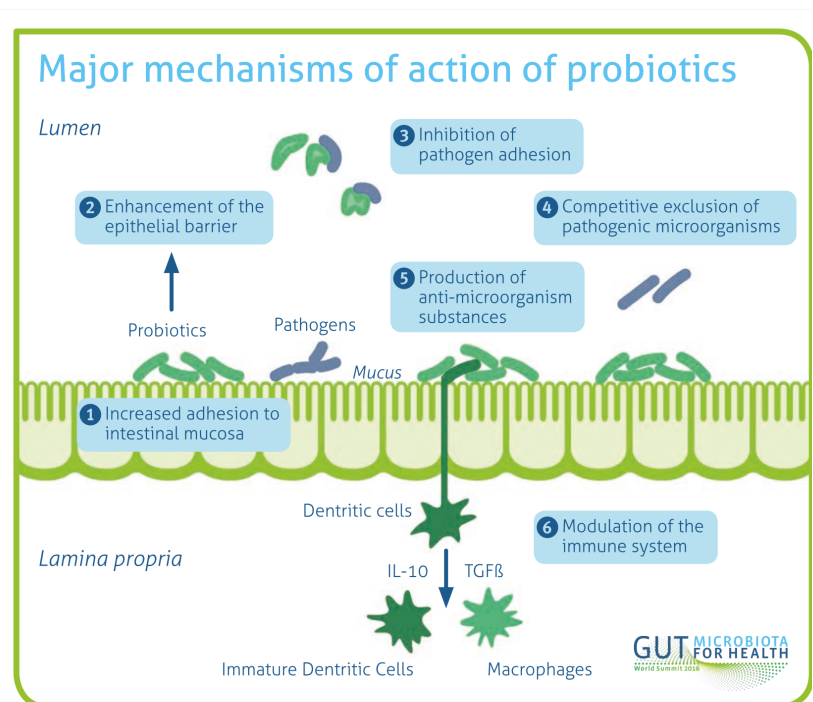 Major mechanisms of action of probiotics
Lumen
3 Inhibition of
pathogen adhesion
2 Enhancement of the
epithelial barrier
4 Competitive exclusion of
pathogenic microorganisms
5 Production of
anti-microorganism
substances
Probiotics
Pathogens
Mucus
1 Increased adhesion to
intestinal mucosa
Dentritic cells
6 Modulation of the
immune system
Lamina propria
IL-10
TGFß
Immature Dentritic Cells
Macrophages
GUT MICROBIOTA
FOR HEALTH
World Summit 2016